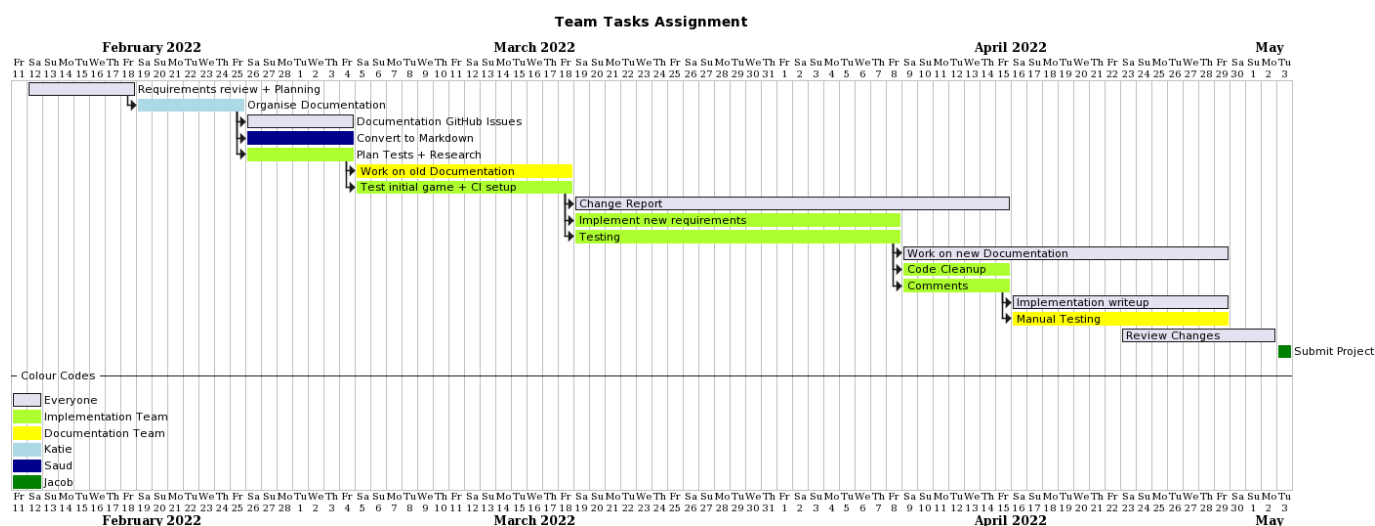 Team Tasks Assignment
February 2022 March 2022 April 2022 May
Fr Sa Su Mo Tu We Th Fr Sa Su Mo Tu We Th Fr Sa Su Mo Tu We Th Fr Sa Su Mo Tu We Th Fr Sa Su Mo Tu We Th Fr Sa Su Mo Tu We Th Fr Sa Su Mo Tu We Th Fr Sa Su Mo Tu We Th Fr Sa Su Mo Tu We Th Fr Sa Su Mo Tu We Th Fr Sa Su Mo Tu We Th Fr Sa Su Mo Tu
11 12 13 14 15 16 17 18 19 20 21 22 23 24 25 26 27 28 1 2 3 4 5 6 7 8 9 10 11 12 13 14 15 16 17 18 19 20 21 22 23 24 25 26 27 28 29 30 31 1 2 3 4 5 6 7 8 9 10 11 12 13 14 15 16 17 18 19 20 21 22 23 24 25 26 27 28 29 30 1 2 3
Requirements review + Planning
Organise Documentation
Documentation GitHub Issues
Convert to Markdown
Plan Tests + Research
Work on old Documentation
Test initial game + CI setup
Change Report
Implement new requirements
Testing
Work on new Documentation
Code Cleanup
Comments
Implementation writeup
Manual Testing
Review Changes
Submit Project
Colour Codes
Everyone
Implementation Team
Documentation Team
Katie
Saud
Jacob
Fr Sa Su Mo Tu We Th Fr Sa Su Mo Tu We Th Fr Sa Su Mo Tu We Th Fr Sa Su Mo Tu We Th Fr Sa Su Mo Tu We Th Fr Sa Su Mo Tu We Th Fr Sa Su Mo Tu We Th Fr Sa Su Mo Tu We Th Fr Sa Su Mo Tu We Th Fr Sa Su Mo Tu We Th Fr Sa Su Mo Tu We Th Fr Sa Su Mo Tu
11 12 13 14 15 16 17 18 19 20 21 22 23 24 25 26 27 28 1 2 3 4 5 6 7 8 9 10 11 12 13 14 15 16 17 18 19 20 21 22 23 24 25 26 27 28 29 30 31 1 2 3 4 5 6 7 8 9 10 11 12 13 14 15 16 17 18 19 20 21 22 23 24 25 26 27 28 29 30 1 2 3
February 2022 March 2022 April 2022 May